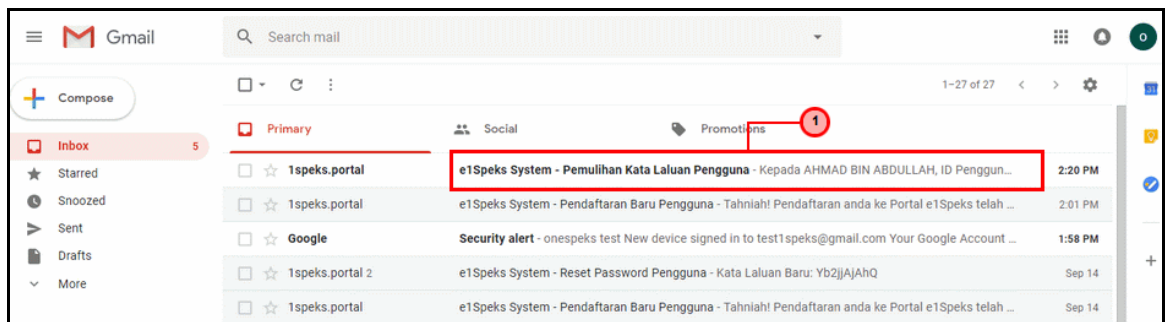 Gmail
Search mail
o
Compose
1–27 of 27
31
Primary
Social
Promotions
1
Inbox 5
1speks.portal e1Speks System - Pemulihan Kata Laluan Pengguna - Kepada AHMAD BIN ABDULLAH, ID Penggun... 2:20 PM
Starred
Snoozed
1speks.portal e1Speks System - Pendaftaran Baru Pengguna - Tahniah! Pendaftaran anda ke Portal e1Speks telah ... 2:01 PM
Sent
Google Security alert - onespeks test New device signed in to test1speks@gmail.com Your Google Account ... 1:58 PM
Drafts
1speks.portal 2 e1Speks System - Reset Password Pengguna - Kata Laluan Baru: Yb2jjAjAhQ Sep 14
More
1speks.portal e1Speks System - Pendaftaran Baru Pengguna - Tahniah! Pendaftaran anda ke Portal e1Speks telah ... Sep 14